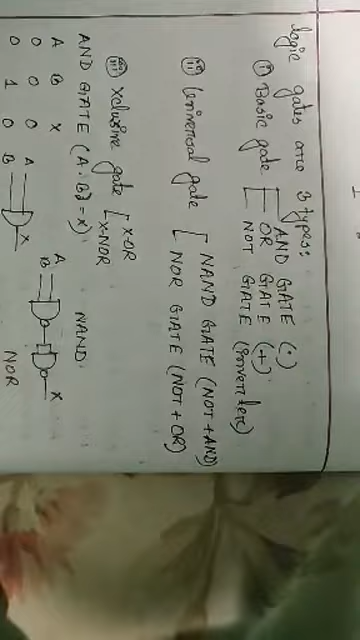 logic gates are 3 types:
(i) Basic gate [ AND GATE (·)
OR GATE (+)
NOT GATE (inverter)
(ii) Universal gate [ NAND GATE (NOT+AND)
NOR GATE (NOT+OR)
(iii) Xclusive gate [ X-OR
X-NOR
AND GATE (A.B)=X) NAND:
A B X A B X A B X
0 0 0
0 1 0 NOR